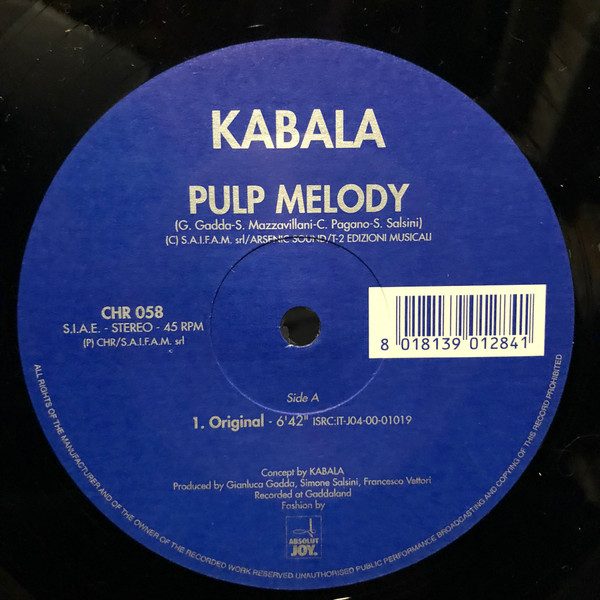 KABALA
PULP MELODY
(G. Gadda-S. Mazzavillani-C. Pagano-S. Salsini)
(C) S.A.I.F.A.M. srl/ARSENIC SOUND/T-2 EDIZIONI MUSICALI
CHR 058
S.I.A.E. - STEREO - 45 RPM
(P) CHR/S.A.I.F.A.M. srl
8 018139 012841
Side A
1. Original - 6'42" ISRC:IT-J04-00-01019
Concept by KABALA
Produced by Gianluca Gadda, Simone Salsini, Francesco Vettori
Recorded at Gaddaland
Fashion by
ABSOLUT
JOY.
ALL RIGHTS OF THE MANUFACTURER AND OF THE OWNER OF THE RECORDED WORK RESERVED-UNAUTHORISED PUBLIC PERFORMANCE BROADCASTING AND COPYING OF THIS RECORD PROHIBITED